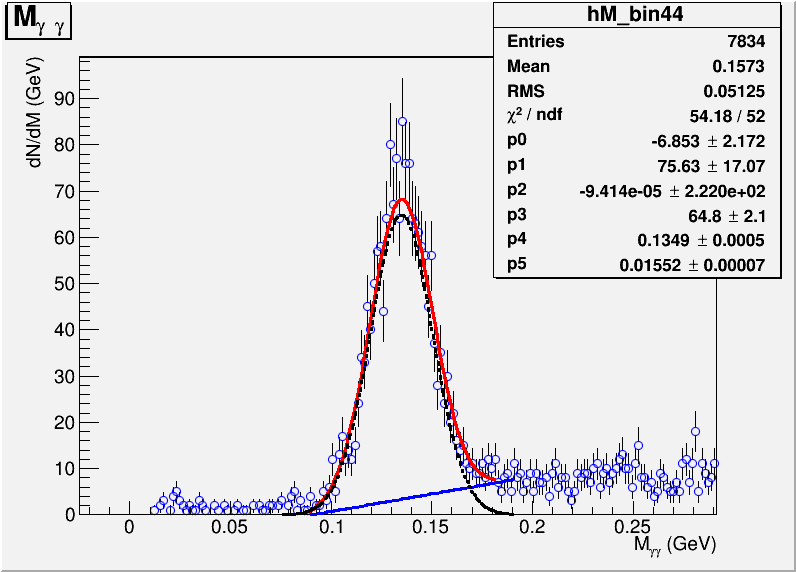 M γ γ
hM_bin44
Entries 7834
Mean 0.1573
RMS 0.05125
χ² / ndf 54.18 / 52
p0 -6.853 ± 2.172
p1 75.63 ± 17.07
p2 -9.414e-05 ± 2.220e+02
p3 64.8 ± 2.1
p4 0.1349 ± 0.0005
p5 0.01552 ± 0.00007
dN/dM (GeV)
90
80
70
60
50
40
30
20
10
0
0 0.05 0.1 0.15 0.2 0.25
Mγγ (GeV)